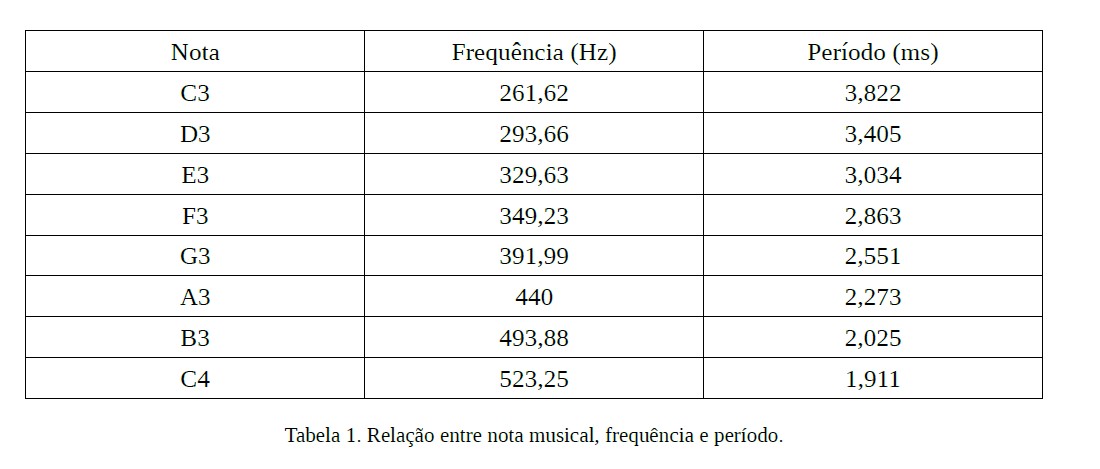 Nota Frequência (Hz) Período (ms)
C3 261,62 3,822
D3 293,66 3,405
E3 329,63 3,034
F3 349,23 2,863
G3 391,99 2,551
A3 440 2,273
B3 493,88 2,025
C4 523,25 1,911
Tabela 1. Relação entre nota musical, frequência e período.